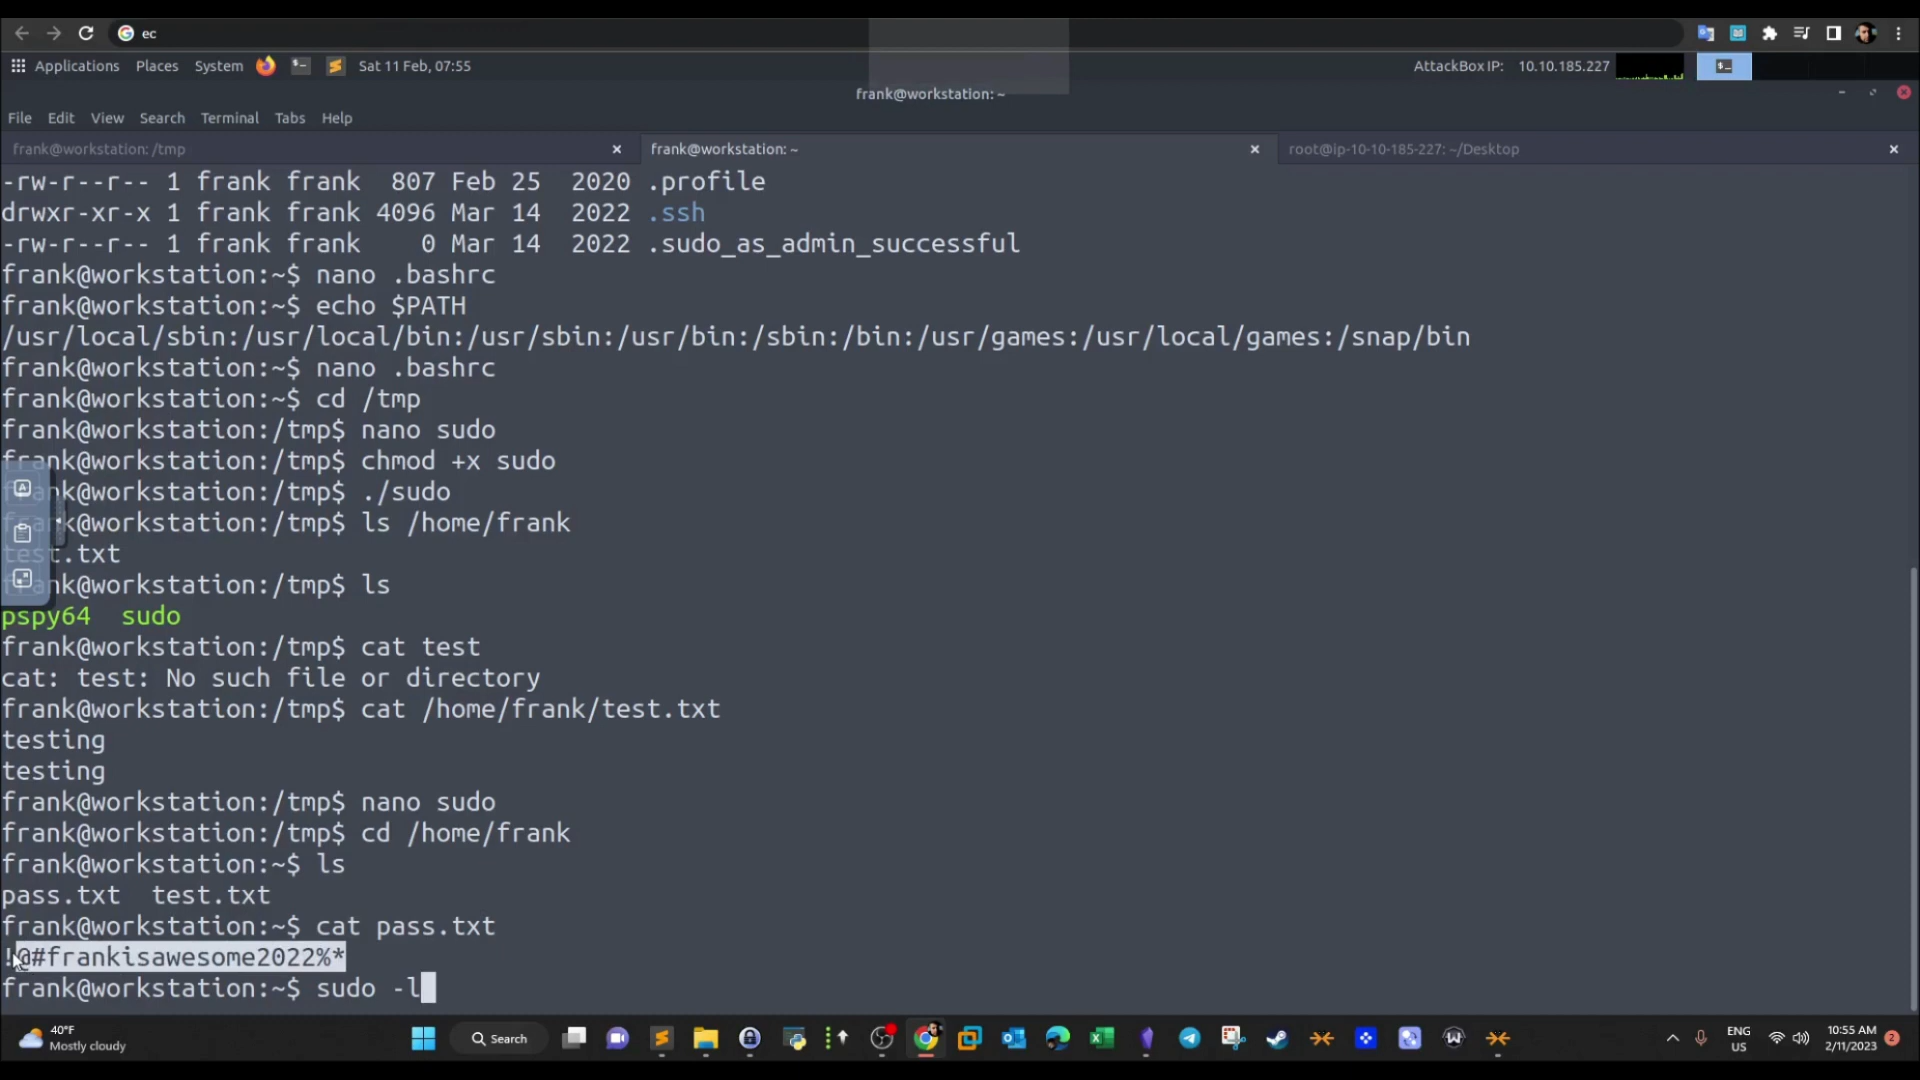 ec
Applications Places System Sat 11 Feb, 07:55 AttackBox IP: 10.10.185.227
frank@workstation: ~
File Edit View Search Terminal Tabs Help
frank@workstation: /tmp
frank@workstation: ~
root@ip-10-10-185-227: ~/Desktop
-rw-r--r-- 1 frank frank 807 Feb 25 2020 .profile
drwxr-xr-x 1 frank frank 4096 Mar 14 2022 .ssh
-rw-r--r-- 1 frank frank 0 Mar 14 2022 .sudo_as_admin_successful
frank@workstation:~$ nano .bashrc
frank@workstation:~$ echo $PATH
/usr/local/sbin:/usr/local/bin:/usr/sbin:/usr/bin:/sbin:/bin:/usr/games:/usr/local/games:/snap/bin
frank@workstation:~$ nano .bashrc
frank@workstation:~$ cd /tmp
frank@workstation:/tmp$ nano sudo
frank@workstation:/tmp$ chmod +x sudo
frank@workstation:/tmp$ ./sudo
frank@workstation:/tmp$ ls /home/frank
test.txt
frank@workstation:/tmp$ ls
pspy64 sudo
frank@workstation:/tmp$ cat test
cat: test: No such file or directory
frank@workstation:/tmp$ cat /home/frank/test.txt
testing
testing
frank@workstation:/tmp$ nano sudo
frank@workstation:/tmp$ cd /home/frank
frank@workstation:~$ ls
pass.txt test.txt
frank@workstation:~$ cat pass.txt
!@#frankisawesome2022%*
frank@workstation:~$ sudo -l
40°F
Mostly cloudy
Search
ENG
US
10:55 AM
2/11/2023
2